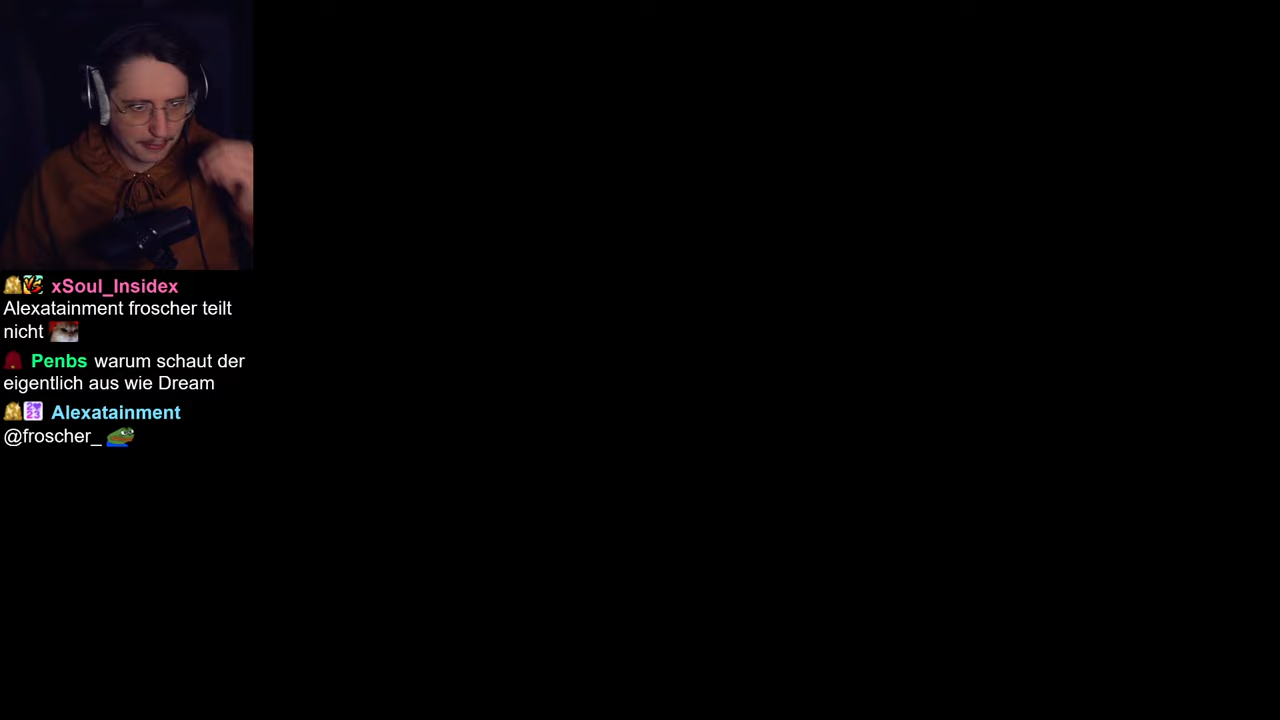 xSoul_Insidex
Alexatainment froscher teilt
nicht
Penbs warum schaut der
eigentlich aus wie Dream
Alexatainment
@froscher_